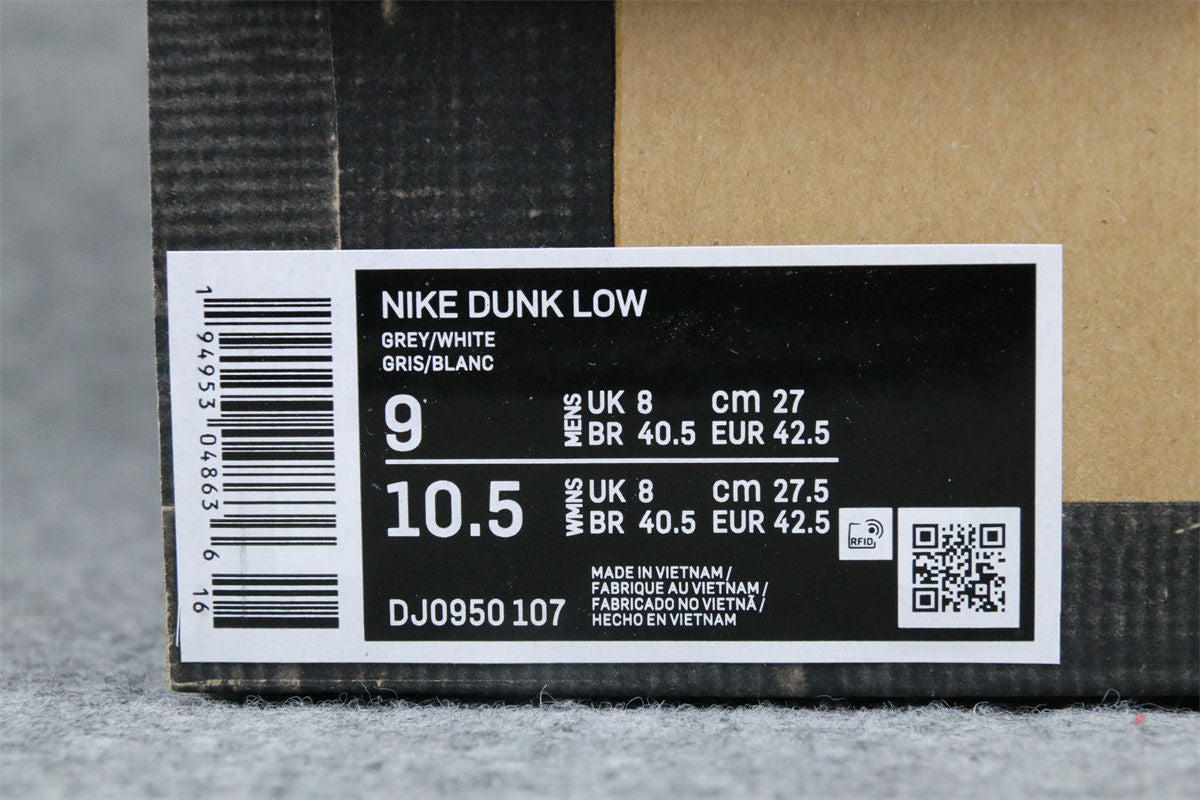 NIKE DUNK LOW
GREY/WHITE
GRIS/BLANC
9
MENS
UK 8 cm 27
BR 40.5 EUR 42.5
10.5
WMNS
UK 8 cm 27.5
BR 40.5 EUR 42.5
RFID
DJ0950 107
MADE IN VIETNAM /
FABRIQUE AU VIETNAM /
FABRICADO NO VIETNÃ /
HECHO EN VIETNAM
1 94953 04863 6
16